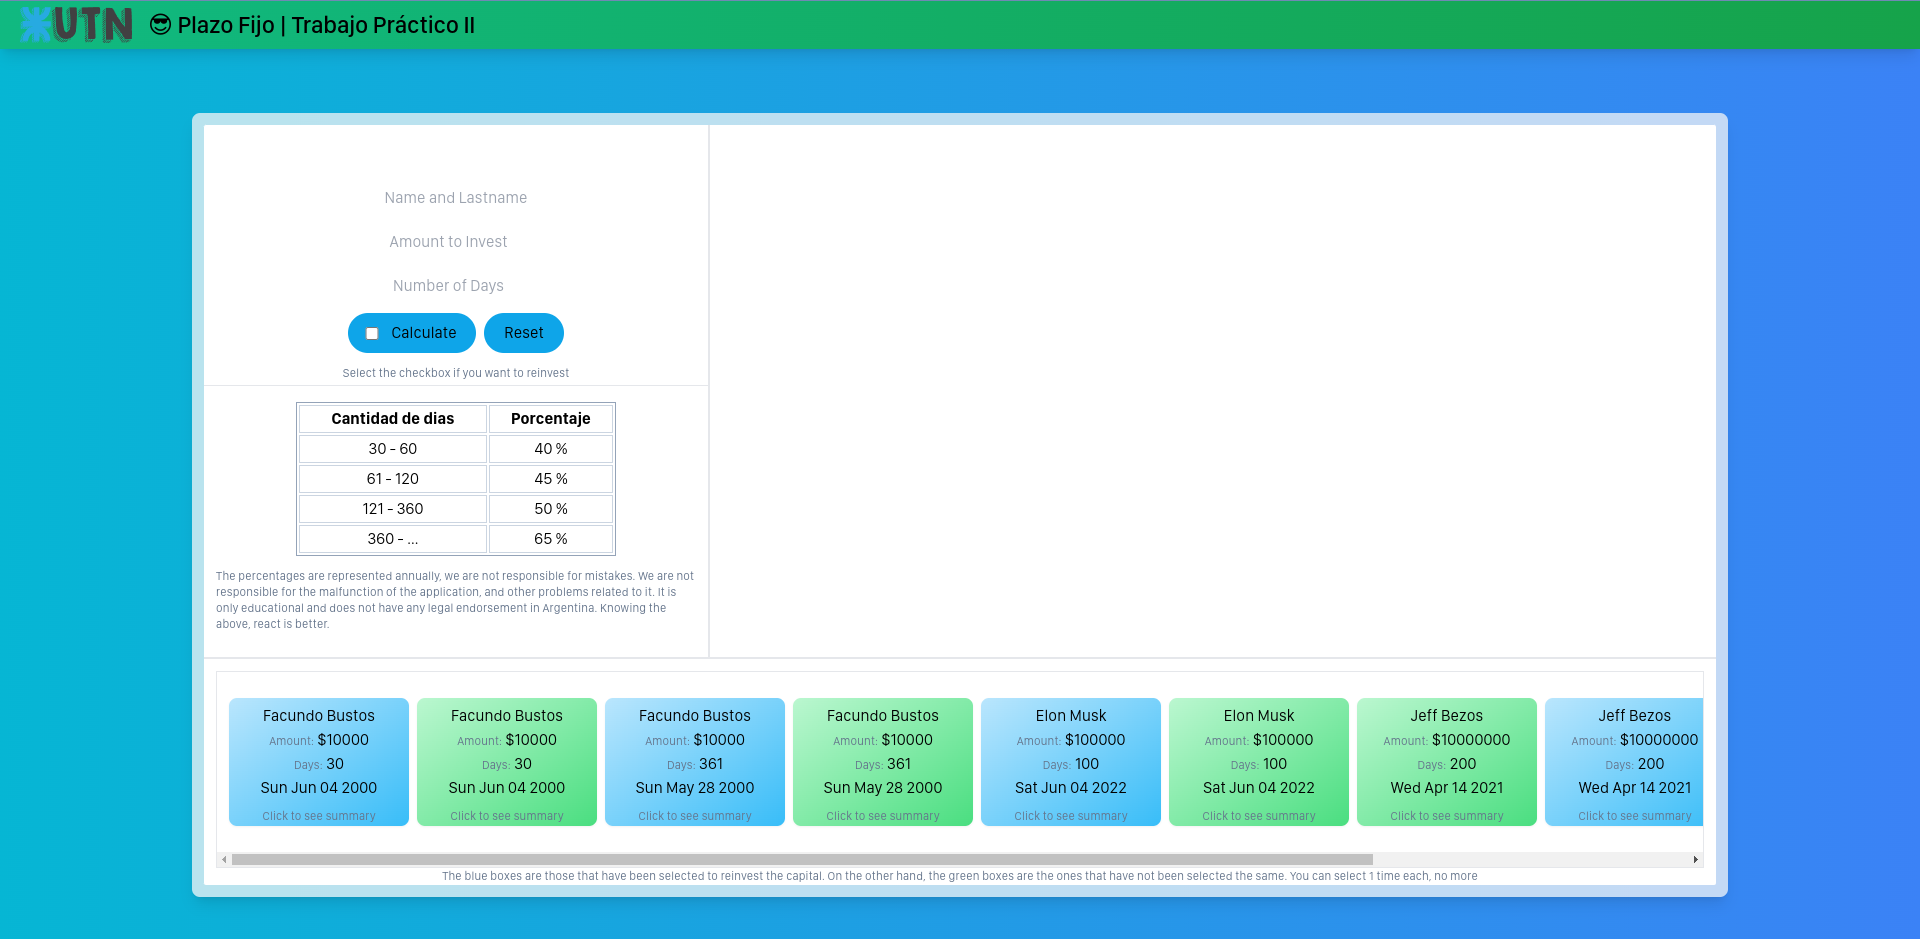 UTN 😎 Plazo Fijo | Trabajo Práctico II
Name and Lastname
Amount to Invest
Number of Days
Calculate Reset
Select the checkbox if you want to reinvest
Cantidad de dias Porcentaje
30 - 60 40 %
61 - 120 45 %
121 - 360 50 %
360 - ... 65 %
The percentages are represented annually, we are not responsible for mistakes. We are not
responsible for the malfunction of the application, and other problems related to it. It is
only educational and does not have any legal endorsement in Argentina. Knowing the
above, react is better.
Facundo Bustos
Amount: $10000
Days: 30
Sun Jun 04 2000
Click to see summary
Facundo Bustos
Amount: $10000
Days: 30
Sun Jun 04 2000
Click to see summary
Facundo Bustos
Amount: $10000
Days: 361
Sun May 28 2000
Click to see summary
Facundo Bustos
Amount: $10000
Days: 361
Sun May 28 2000
Click to see summary
Elon Musk
Amount: $100000
Days: 100
Sat Jun 04 2022
Click to see summary
Elon Musk
Amount: $100000
Days: 100
Sat Jun 04 2022
Click to see summary
Jeff Bezos
Amount: $10000000
Days: 200
Wed Apr 14 2021
Click to see summary
Jeff Bezos
Amount: $10000000
Days: 200
Wed Apr 14 2021
Click to see summary
The blue boxes are those that have been selected to reinvest the capital. On the other hand, the green boxes are the ones that have not been selected the same. You can select 1 time each, no more